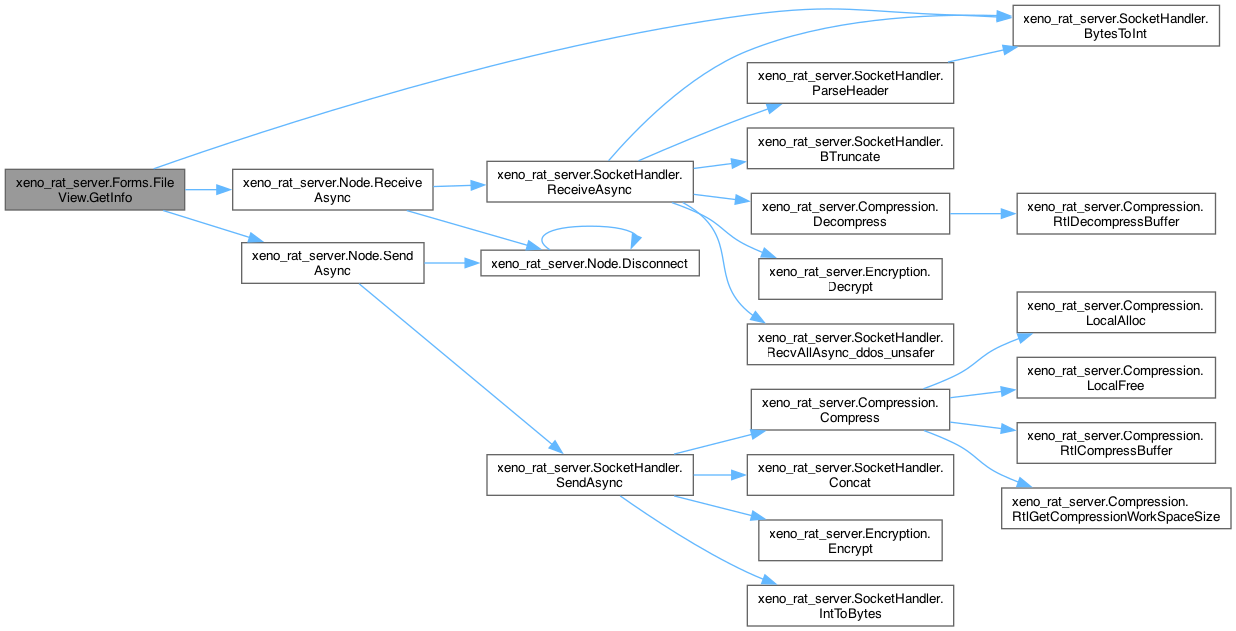 xeno_rat_server.SocketHandler.
BytesToInt
xeno_rat_server.SocketHandler.
ParseHeader
xeno_rat_server.SocketHandler.
BTruncate
xeno_rat_server.Forms.File
View.GetInfo
xeno_rat_server.Node.Receive
Async
xeno_rat_server.SocketHandler.
ReceiveAsync
xeno_rat_server.Compression.
Decompress
xeno_rat_server.Compression.
RtlDecompressBuffer
xeno_rat_server.Node.Send
Async
xeno_rat_server.Node.Disconnect
xeno_rat_server.Encryption.
Decrypt
xeno_rat_server.SocketHandler.
RecvAllAsync_ddos_unsafer
xeno_rat_server.Compression.
LocalAlloc
xeno_rat_server.Compression.
LocalFree
xeno_rat_server.Compression.
Compress
xeno_rat_server.Compression.
RtlCompressBuffer
xeno_rat_server.SocketHandler.
SendAsync
xeno_rat_server.SocketHandler.
Concat
xeno_rat_server.Compression.
RtlGetCompressionWorkSpaceSize
xeno_rat_server.Encryption.
Encrypt
xeno_rat_server.SocketHandler.
IntToBytes